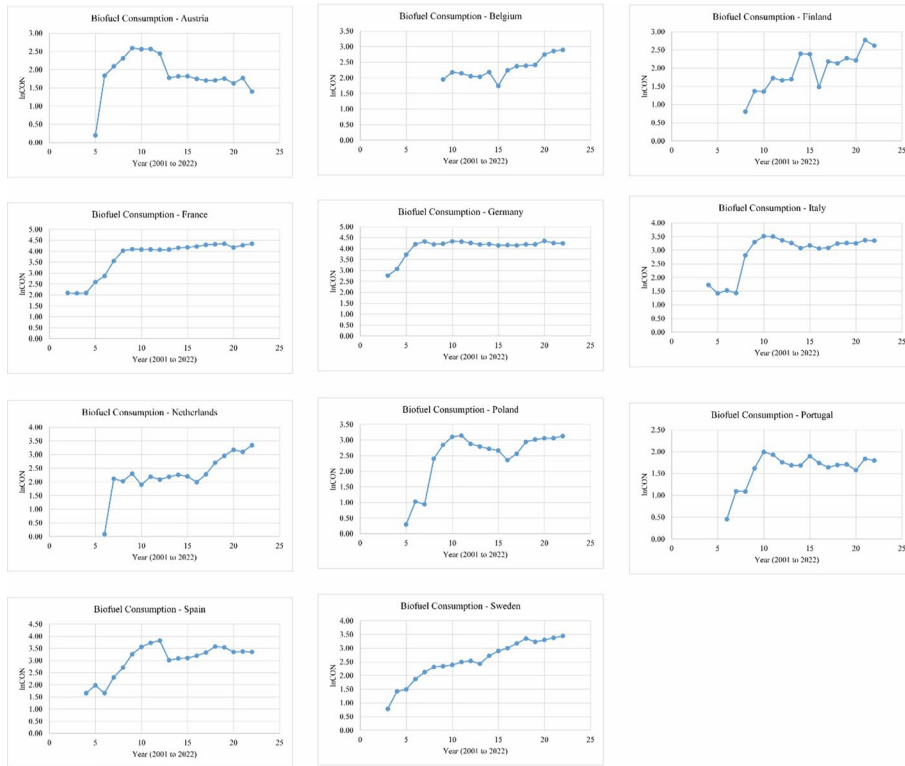 Biofuel Consumption - Austria
3.00
2.50
2.00
1.50
1.00
0.50
0.00
lnCON
0 5 10 15 20 25
Year (2001 to 2022)
Biofuel Consumption - Belgium
3.50
3.00
2.50
2.00
1.50
1.00
0.50
0.00
lnCON
0 5 10 15 20 25
Year (2001 to 2022)
Biofuel Consumption - Finland
3.00
2.50
2.00
1.50
1.00
0.50
0.00
lnCON
0 5 10 15 20 25
Year (2001 to 2022)
Biofuel Consumption - France
5.00
4.50
4.00
3.50
3.00
2.50
2.00
1.50
1.00
0.50
0.00
lnCON
0 5 10 15 20 25
Year (2001 to 2022)
Biofuel Consumption - Germany
5.00
4.50
4.00
3.50
3.00
2.50
2.00
1.50
1.00
0.50
0.00
lnCON
0 5 10 15 20 25
Year (2001 to 2022)
Biofuel Consumption - Italy
4.00
3.50
3.00
2.50
2.00
1.50
1.00
0.50
0.00
lnCON
0 5 10 15 20 25
Year (2001 to 2022)
Biofuel Consumption - Netherlands
4.00
3.50
3.00
2.50
2.00
1.50
1.00
0.50
0.00
lnCON
0 5 10 15 20 25
Year (2001 to 2022)
Biofuel Consumption - Poland
3.50
3.00
2.50
2.00
1.50
1.00
0.50
0.00
lnCON
0 5 10 15 20 25
Year (2001 to 2022)
Biofuel Consumption - Portugal
2.50
2.00
1.50
1.00
0.50
0.00
lnCON
0 5 10 15 20 25
Year (2001 to 2022)
Biofuel Consumption - Spain
4.50
4.00
3.50
3.00
2.50
2.00
1.50
1.00
0.50
0.00
lnCON
0 5 10 15 20 25
Year (2001 to 2022)
Biofuel Consumption - Sweden
4.00
3.50
3.00
2.50
2.00
1.50
1.00
0.50
0.00
lnCON
0 5 10 15 20 25
Year (2001 to 2022)